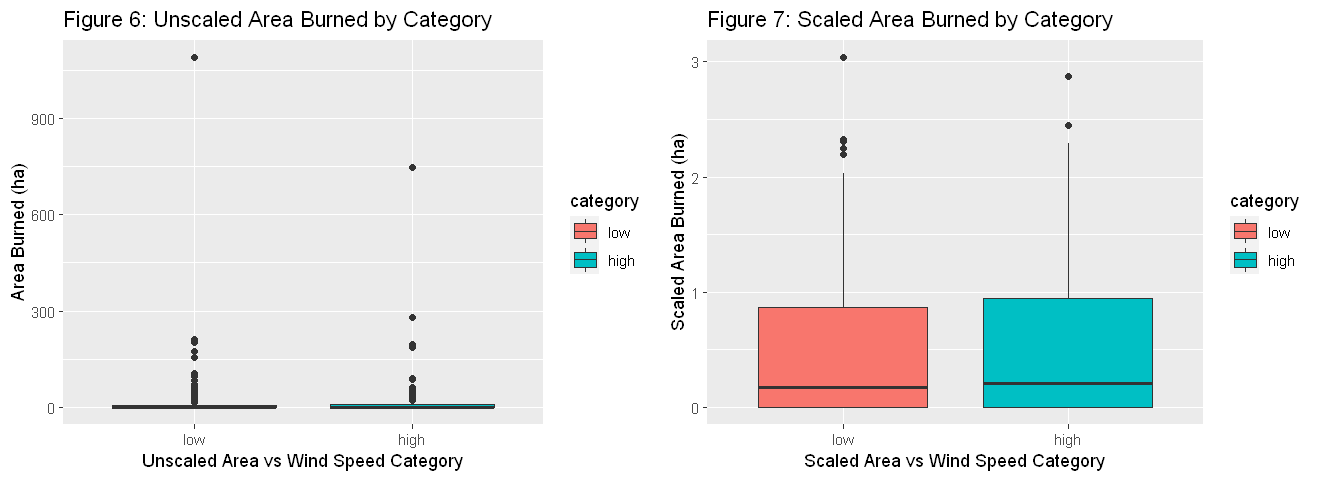 Figure 6: Unscaled Area Burned by Category
Area Burned (ha)
900
600
300
0
low
high
Unscaled Area vs Wind Speed Category
category
low
high
Figure 7: Scaled Area Burned by Category
Scaled Area Burned (ha)
3
2
1
0
low
high
Scaled Area vs Wind Speed Category
category
low
high